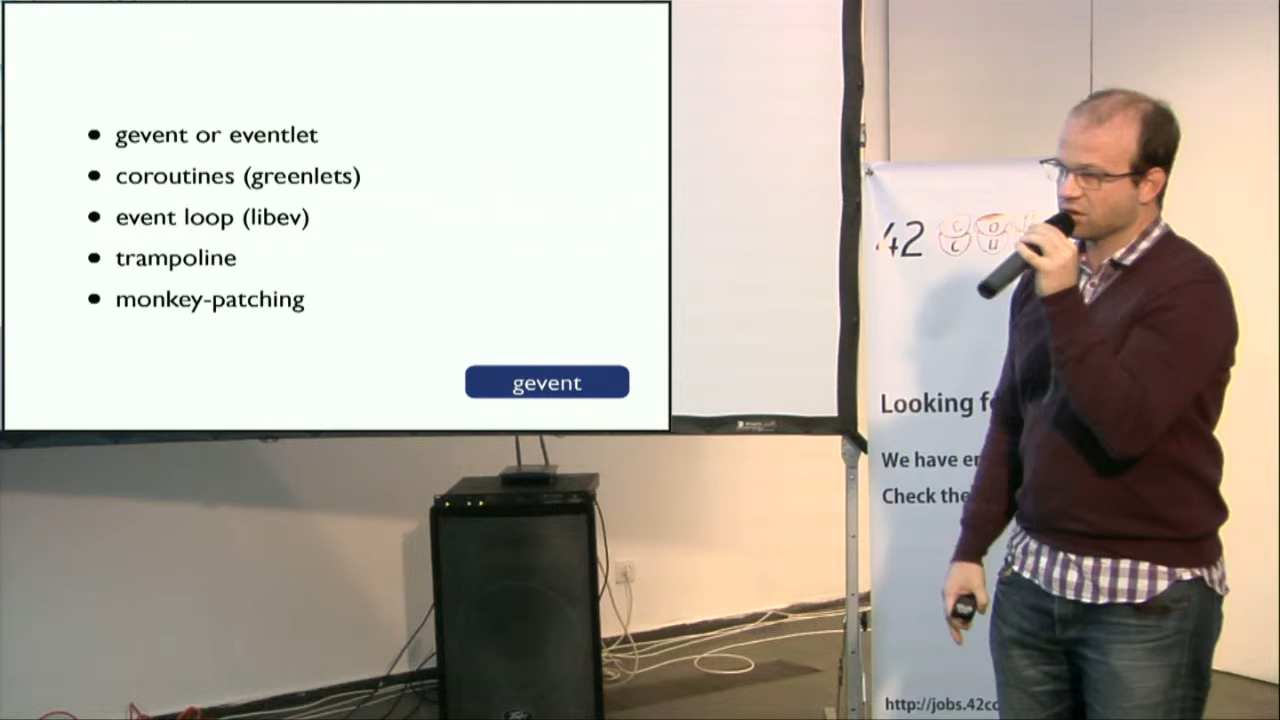 • gevent or eventlet
• coroutines (greenlets)
• event loop (libev)
• trampoline
• monkey-patching
gevent
42 C O
C U
Looking
We have
Check the
http://jobs.42